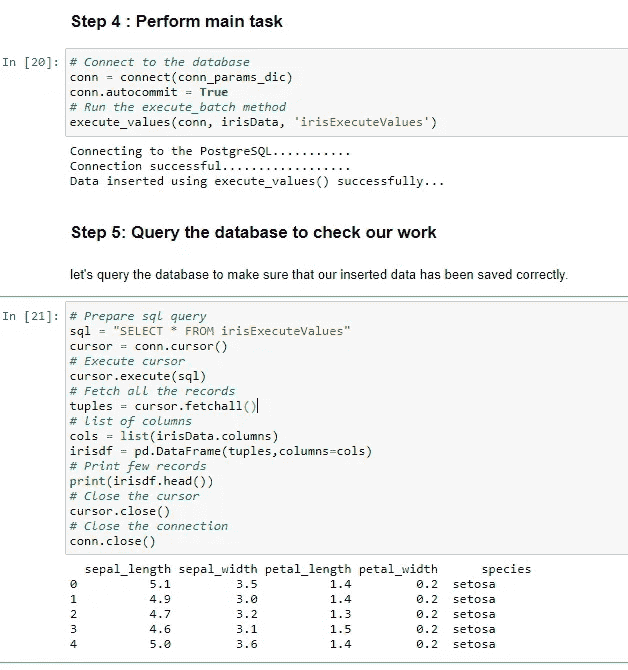 Step 4 : Perform main task
In [20]: # Connect to the database
conn = connect(conn_params_dic)
conn.autocommit = True
# Run the execute_batch method
execute_values(conn, irisData, 'irisExecuteValues')
Connecting to the PostgreSQL...........
Connection successful..................
Data inserted using execute_values() successfully...
Step 5: Query the database to check our work
let's query the database to make sure that our inserted data has been saved correctly.
In [21]: # Prepare sql query
sql = "SELECT * FROM irisExecuteValues"
cursor = conn.cursor()
# Execute cursor
cursor.execute(sql)
# Fetch all the records
tuples = cursor.fetchall()
# list of columns
cols = list(irisData.columns)
irisdf = pd.DataFrame(tuples,columns=cols)
# Print few records
print(irisdf.head())
# Close the cursor
cursor.close()
# Close the connection
conn.close()
sepal_length sepal_width petal_length petal_width species
0 5.1 3.5 1.4 0.2 setosa
1 4.9 3.0 1.4 0.2 setosa
2 4.7 3.2 1.3 0.2 setosa
3 4.6 3.1 1.5 0.2 setosa
4 5.0 3.6 1.4 0.2 setosa